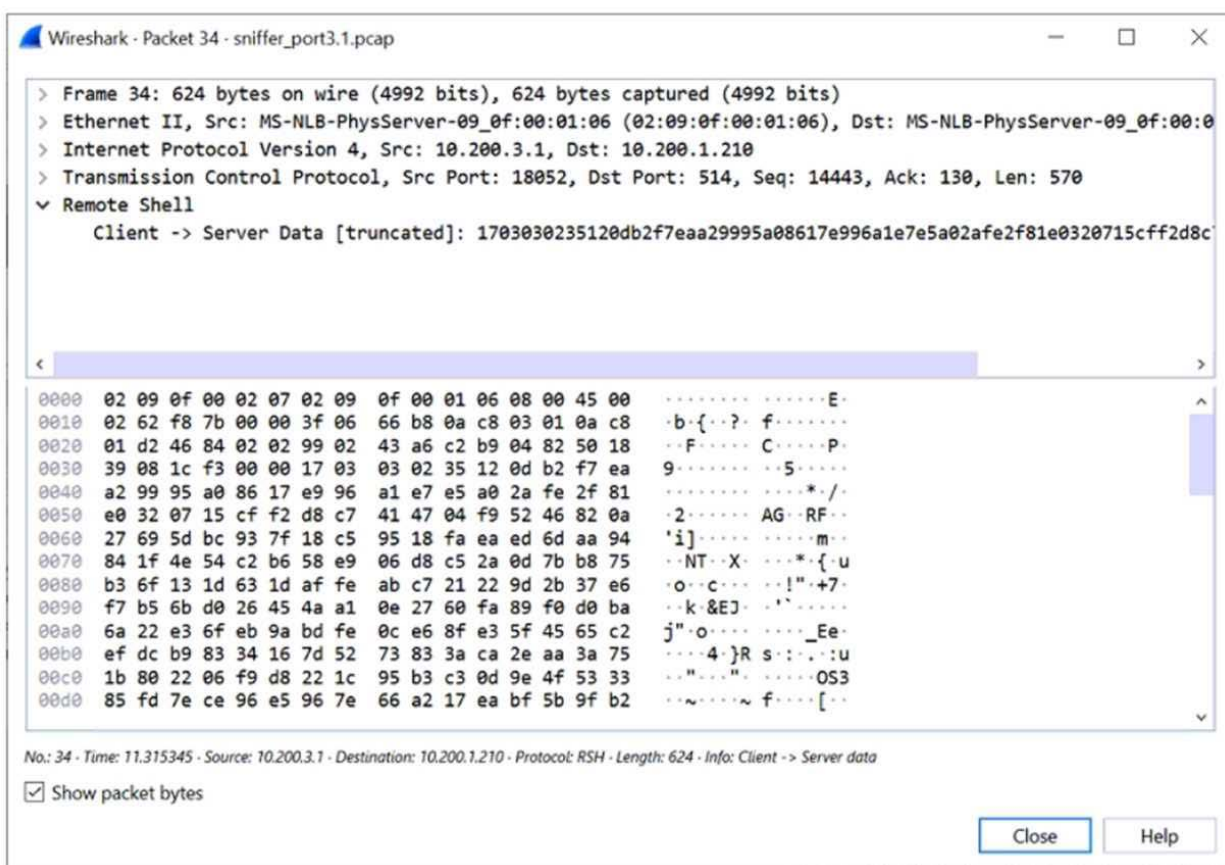 Wireshark · Packet 34 · sniffer_port3.1.pcap
> Frame 34: 624 bytes on wire (4992 bits), 624 bytes captured (4992 bits)
> Ethernet II, Src: MS-NLB-PhysServer-09_0f:00:01:06 (02:09:0f:00:01:06), Dst: MS-NLB-PhysServer-09_0f:00:0
> Internet Protocol Version 4, Src: 10.200.3.1, Dst: 10.200.1.210
> Transmission Control Protocol, Src Port: 18052, Dst Port: 514, Seq: 14443, Ack: 130, Len: 570
Remote Shell
Client -> Server Data [truncated]: 1703030235120db2f7eaa29995a08617e996a1e7e5a02afe2f81e0320715cff2d8c
0000 02 09 0f 00 02 07 02 09 0f 00 01 06 08 00 45 00 ········ ······E·
0010 02 62 f8 7b 00 00 3f 06 66 b8 0a c8 03 01 0a c8 ·b·{··?· f·······
0020 01 d2 46 84 02 02 99 02 43 a6 c2 b9 04 82 50 18 ··F····· C·····P·
0030 39 08 1c f3 00 00 17 03 03 02 35 12 0d b2 f7 ea 9······· ··5·····
0040 a2 99 95 a0 86 17 e9 96 a1 e7 e5 a0 2a fe 2f 81 ········ ····*·/·
0050 e0 32 07 15 cf f2 d8 c7 41 47 04 f9 52 46 82 0a ·2······ AG··RF··
0060 27 69 5d bc 93 7f 18 c5 95 18 fa ea ed 6d aa 94 'i]····· ·····m··
0070 84 1f 4e 54 c2 b6 58 e9 06 d8 c5 2a 0d 7b b8 75 ··NT··X· ···*·{·u
0080 b3 6f 13 1d 63 1d af fe ab c7 21 22 9d 2b 37 e6 ·o··c··· ··!"·+7·
0090 f7 b5 6b d0 26 45 4a a1 0e 27 60 fa 89 f0 d0 ba ··k·&EJ· ·'`·····
00a0 6a 22 e3 6f eb 9a bd fe 0c e6 8f e3 5f 45 65 c2 j"·o···· ····_Ee·
00b0 ef dc b9 83 34 16 7d 52 73 83 3a ca 2e aa 3a 75 ····4·}R s·:·.·:u
00c0 1b 80 22 06 f9 d8 22 1c 95 b3 c3 0d 9e 4f 53 33 ··"···"· ·····OS3
00d0 85 fd 7e ce 96 e5 96 7e 66 a2 17 ea bf 5b 9f b2 ··~····~ f····[··
No.: 34 · Time: 11.315345 · Source: 10.200.3.1 · Destination: 10.200.1.210 · Protocol: RSH · Length: 624 · Info: Client -> Server data
Show packet bytes
Close Help